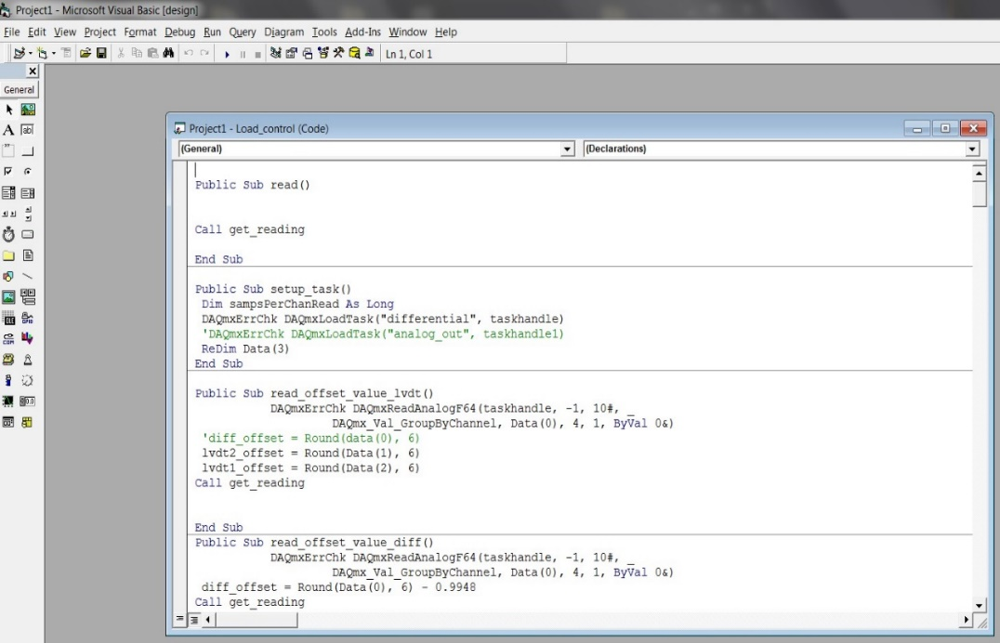 Project1 - Microsoft Visual Basic [design]
File Edit View Project Format Debug Run Query Diagram Tools Add-Ins Window Help
Ln 1, Col 1
General
Project1 - Load_control (Code)
(General) (Declarations)
Public Sub read()
Call get_reading
End Sub
Public Sub setup_task()
Dim sampsPerChanRead As Long
DAQmxErrChk DAQmxLoadTask("differential", taskhandle)
'DAQmxErrChk DAQmxLoadTask("analog_out", taskhandle1)
ReDim Data(3)
End Sub
Public Sub read_offset_value_lvdt()
DAQmxErrChk DAQmxReadAnalogF64(taskhandle, -1, 10#, _
DAQmx_Val_GroupByChannel, Data(0), 4, 1, ByVal 0&)
'diff_offset = Round(data(0), 6)
lvdt2_offset = Round(Data(1), 6)
lvdt1_offset = Round(Data(2), 6)
Call get_reading
End Sub
Public Sub read_offset_value_diff()
DAQmxErrChk DAQmxReadAnalogF64(taskhandle, -1, 10#, _
DAQmx_Val_GroupByChannel, Data(0), 4, 1, ByVal 0&)
diff_offset = Round(Data(0), 6) - 0.9948
Call get_reading